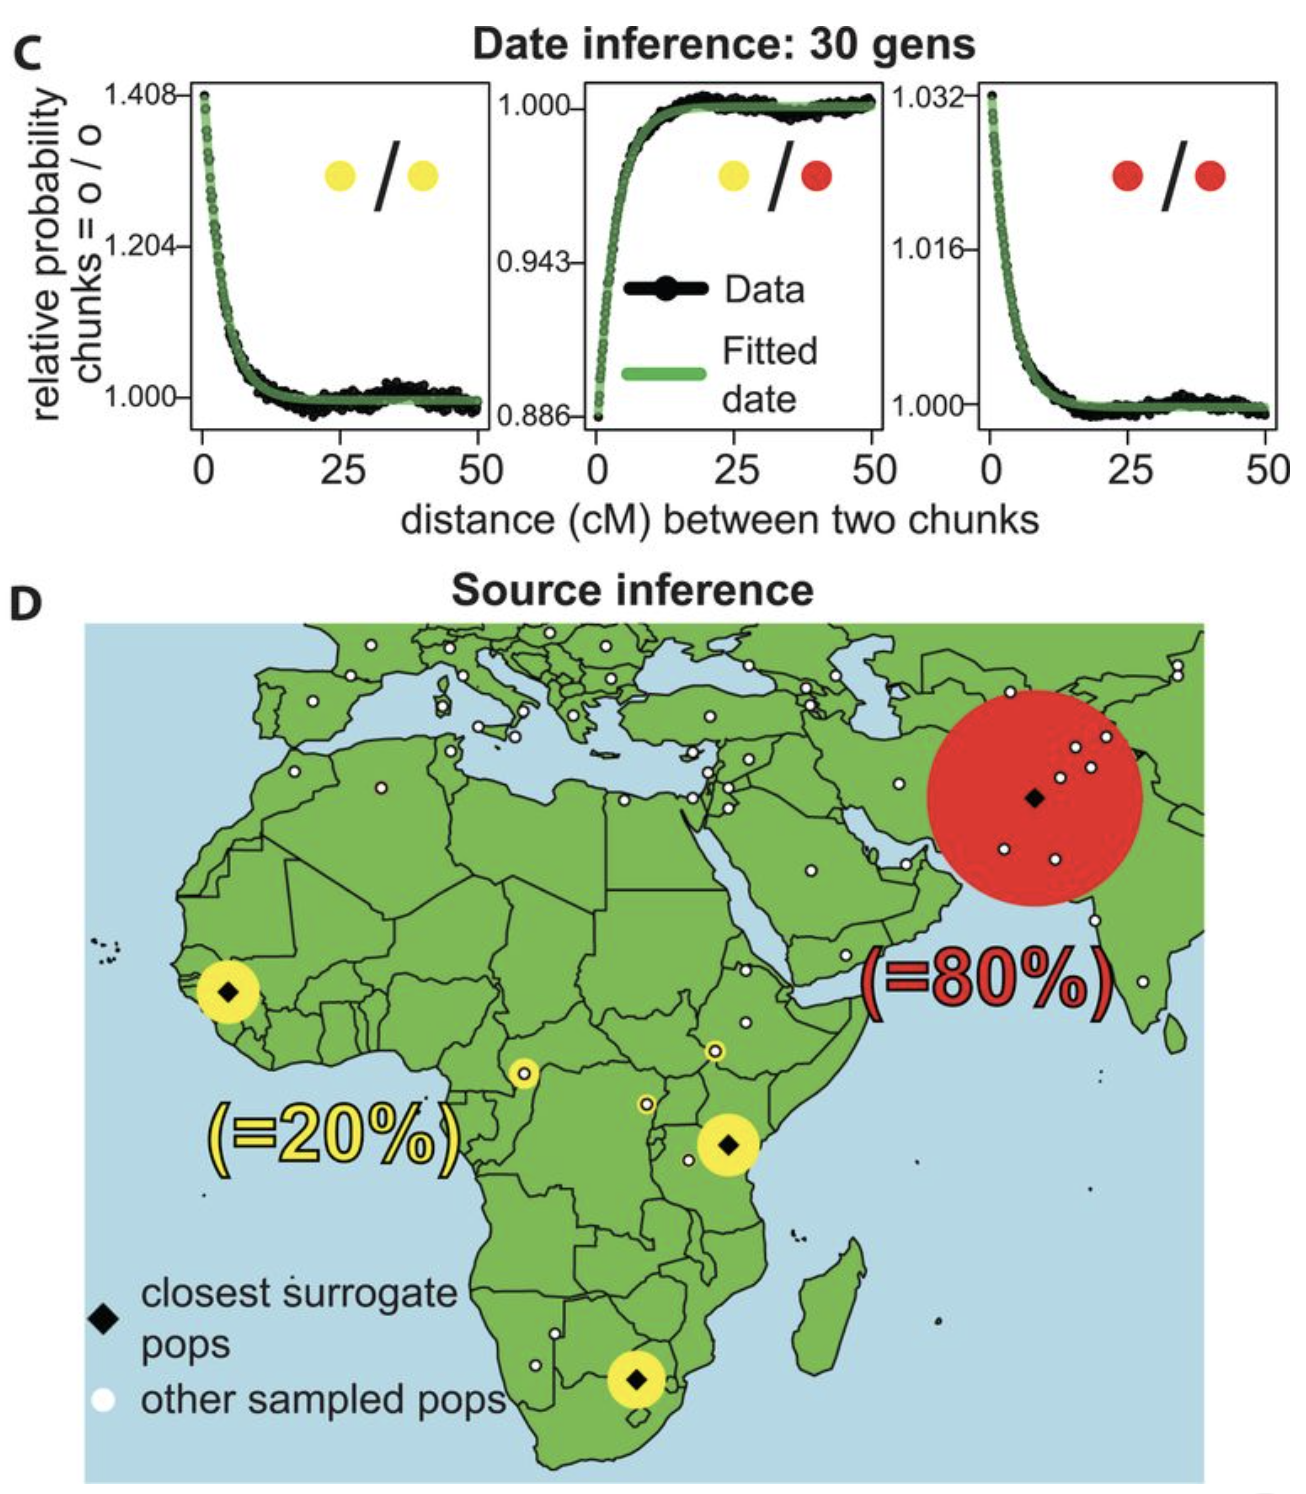 C
Date inference: 30 gens
relative probability
chunks = o / o
1.408
1.204
1.000
/
0 25 50
1.000
0.943
0.886
/
Data
Fitted
date
0 25 50
1.032
1.016
1.000
/
0 25 50
distance (cM) between two chunks
D
Source inference
(=80%)
(=20%)
closest surrogate
pops
other sampled pops